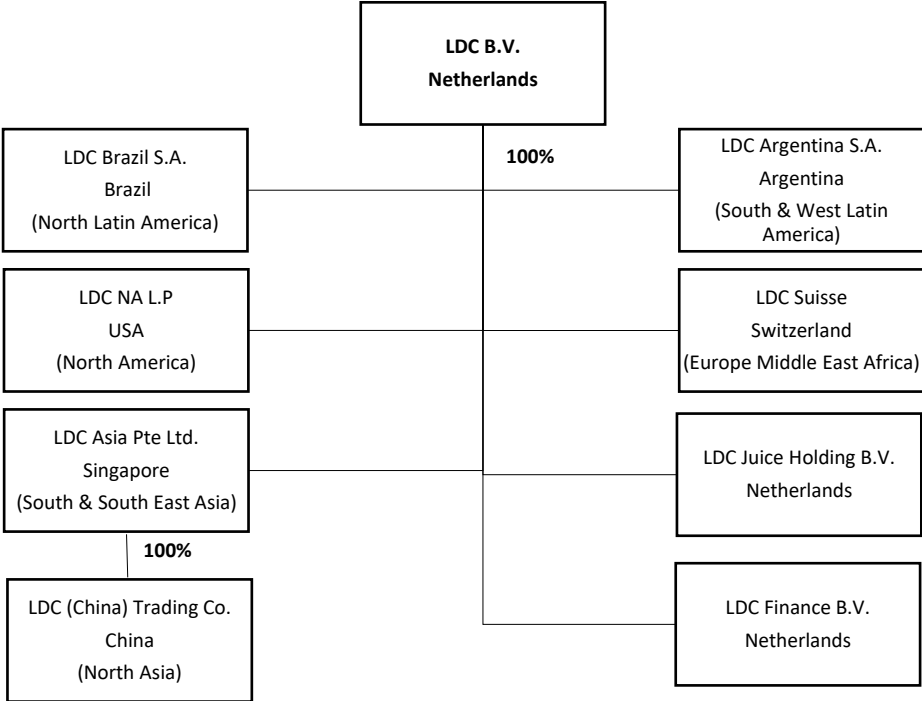 LDC B.V.
Netherlands
100%
LDC Brazil S.A.
Brazil
(North Latin America)
LDC Argentina S.A.
Argentina
(South & West Latin
America)
LDC NA L.P
USA
(North America)
LDC Suisse
Switzerland
(Europe Middle East Africa)
LDC Asia Pte Ltd.
Singapore
(South & South East Asia)
LDC Juice Holding B.V.
Netherlands
100%
LDC (China) Trading Co.
China
(North Asia)
LDC Finance B.V.
Netherlands